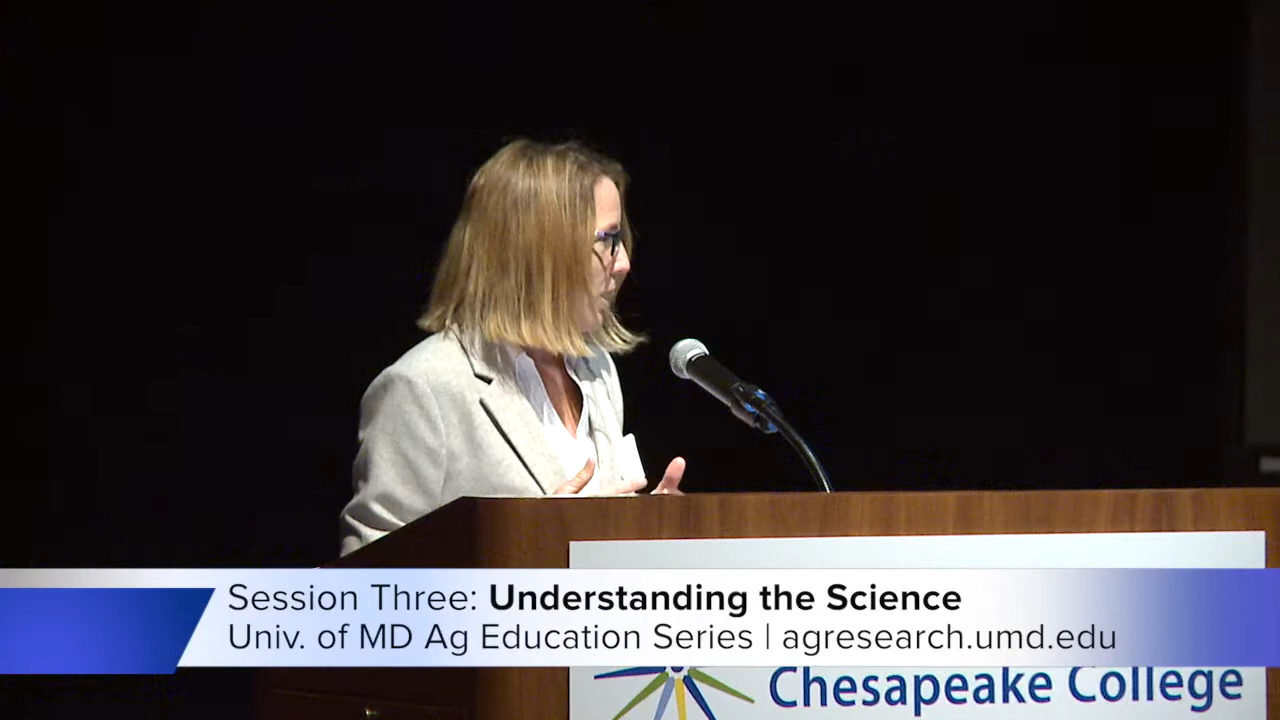 Session Three: Understanding the Science
Univ. of MD Ag Education Series | agresearch.umd.edu
Chesapeake College